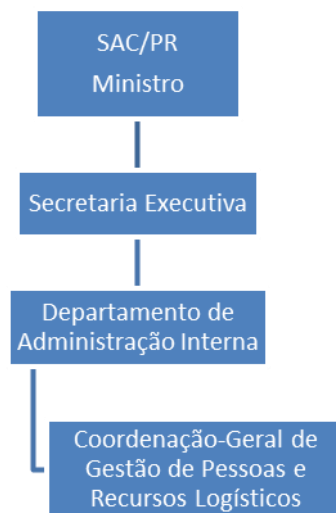 SAC/PR
Ministro
Secretaria Executiva
Departamento de
Administração Interna
Coordenação-Geral de
Gestão de Pessoas e
Recursos Logísticos